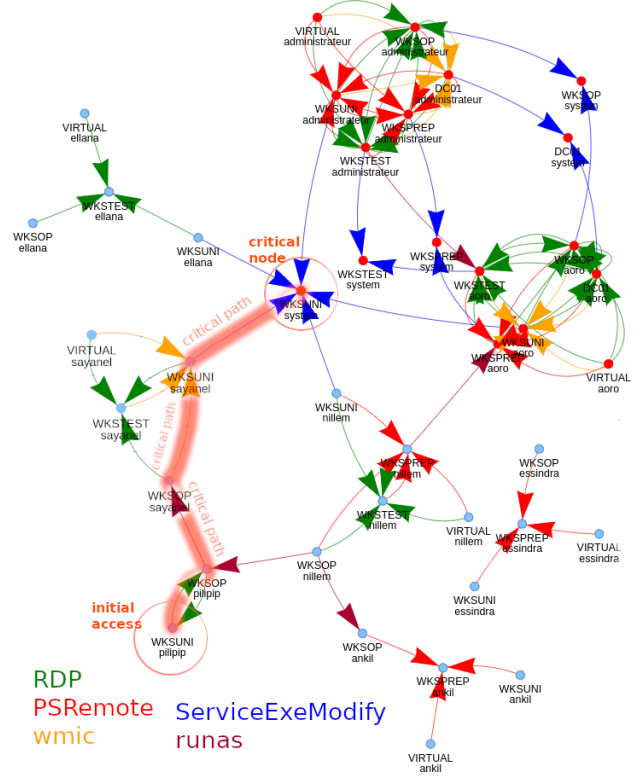 VIRTUAL
administrateur
WKSOP
administrateur
DC01
administrateur
WKSUNI
administrateur
WKSPREP
administrateur
WKSTEST
administrateur
WKSOP
system
DC01
system
VIRTUAL
ellana
WKSTEST
ellana
WKSOP
ellana
WKSUNI
ellana
critical
node
WKSUNI
system
WKSTEST
system
WKSPREP
system
WKSOP
aoro
DC01
aoro
WKSTEST
aoro
WKSUNI
aoro
WKSPREP
aoro
VIRTUAL
aoro
critical path
VIRTUAL
sayanel
WKSUNI
sayanel
WKSTEST
sayanel
critical path
WKSOP
sayanel
critical path
WKSUNI
nillem
WKSPREP
nillem
WKSTEST
nillem
VIRTUAL
nillem
WKSOP
nillem
WKSOP
essindra
WKSPREP
essindra
VIRTUAL
essindra
WKSUNI
essindra
WKSOP
pilipip
initial
access
WKSUNI
pilipip
WKSOP
ankil
WKSPREP
ankil
WKSUNI
ankil
VIRTUAL
ankil
RDP
PSRemote
wmic
ServiceExeModify
runas